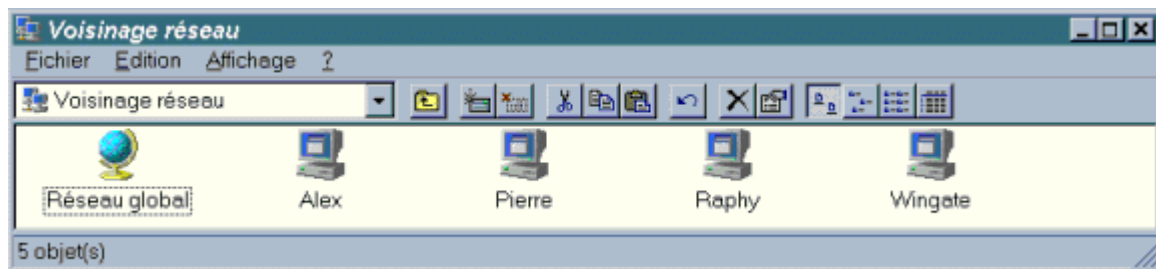 Voisinage réseau
Fichier Edition Affichage ?
Voisinage réseau
Réseau global Alex Pierre Raphy Wingate
5 objet(s)